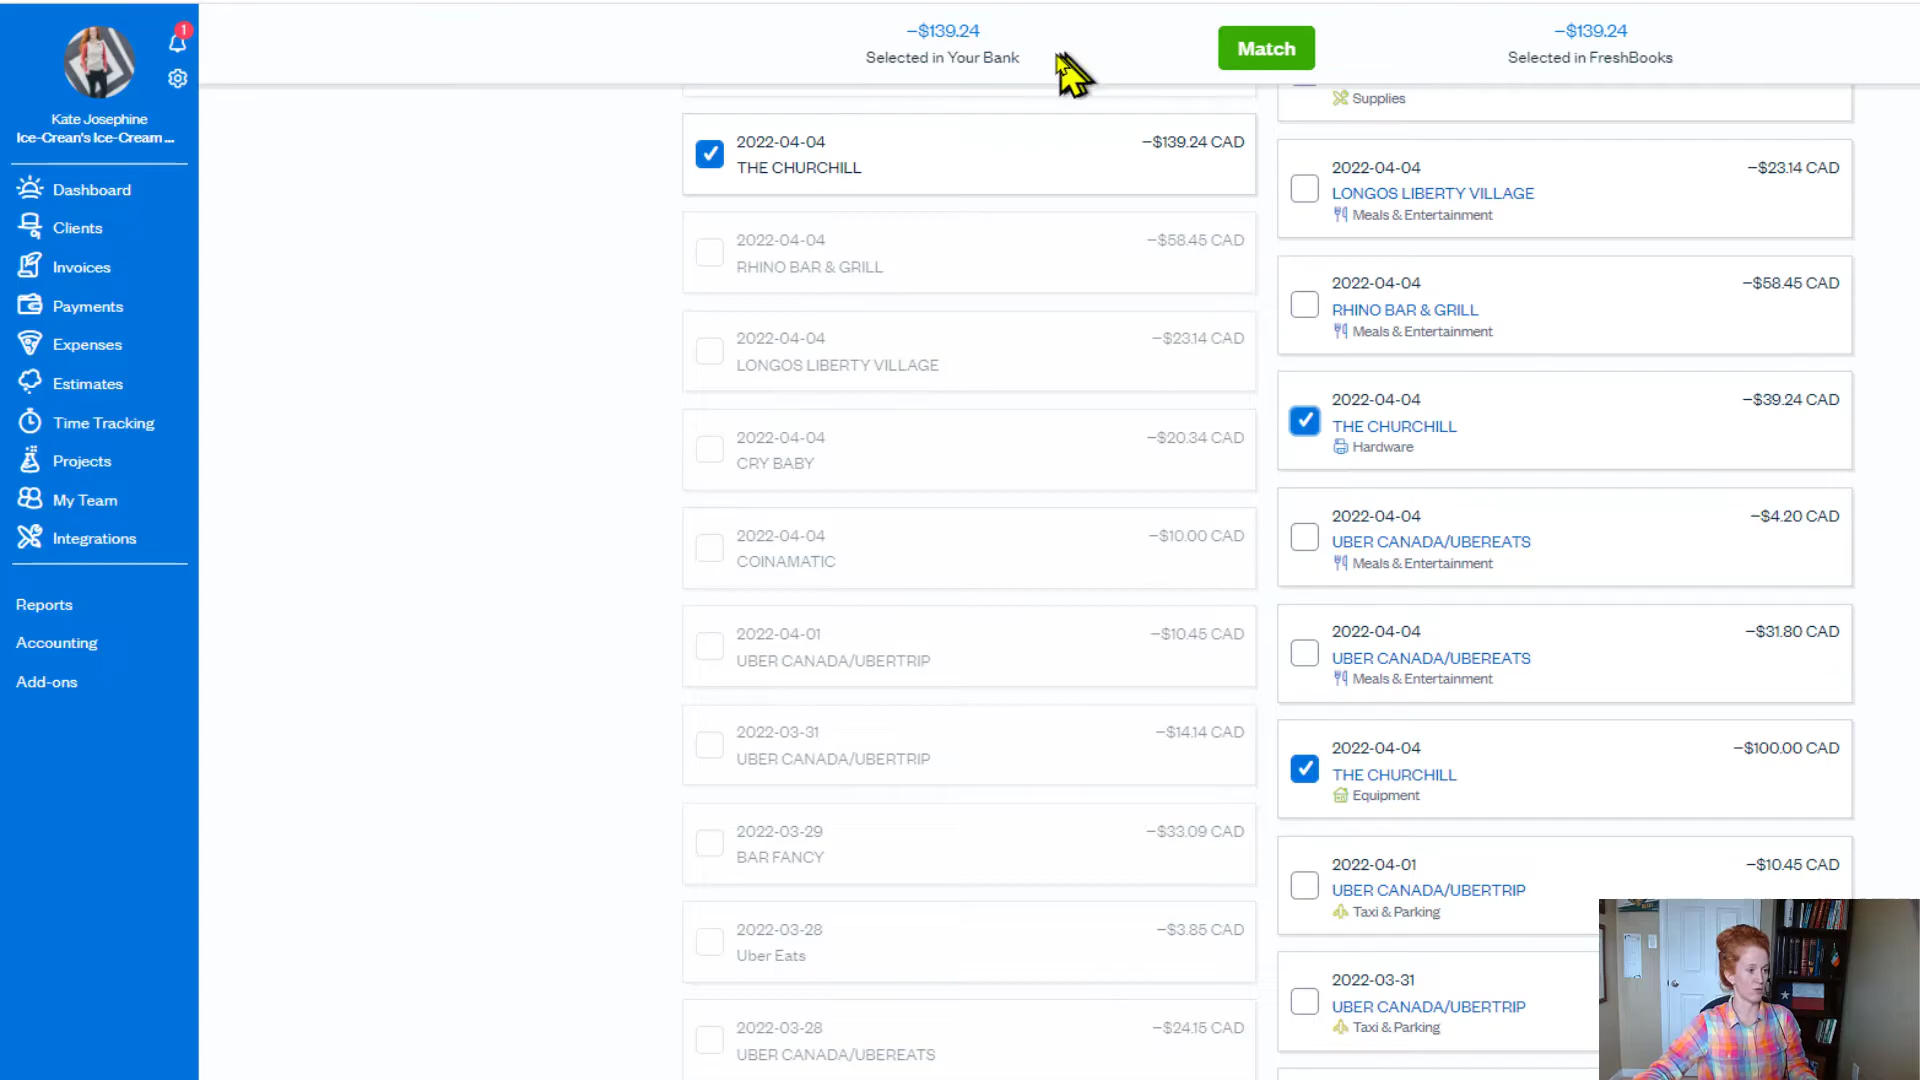 1
Kate Josephine
Ice-Crean's Ice-Cream ...
Dashboard
Clients
Invoices
Payments
Expenses
Estimates
Time Tracking
Projects
My Team
Integrations
Reports
Accounting
Add-ons
–$139.24
Selected in Your Bank
Match
–$139.24
Selected in FreshBooks
2022-04-04 –$139.24 CAD
THE CHURCHILL
2022-04-04 –$58.45 CAD
RHINO BAR & GRILL
2022-04-04 –$23.14 CAD
LONGOS LIBERTY VILLAGE
2022-04-04 –$20.34 CAD
CRY BABY
2022-04-04 –$10.00 CAD
COINAMATIC
2022-04-01 –$10.45 CAD
UBER CANADA/UBERTRIP
2022-03-31 –$14.14 CAD
UBER CANADA/UBERTRIP
2022-03-29 –$33.09 CAD
BAR FANCY
2022-03-28 –$3.85 CAD
Uber Eats
2022-03-28 –$24.15 CAD
UBER CANADA/UBEREATS
Supplies
2022-04-04 –$23.14 CAD
LONGOS LIBERTY VILLAGE
Meals & Entertainment
2022-04-04 –$58.45 CAD
RHINO BAR & GRILL
Meals & Entertainment
2022-04-04 –$39.24 CAD
THE CHURCHILL
Hardware
2022-04-04 –$4.20 CAD
UBER CANADA/UBEREATS
Meals & Entertainment
2022-04-04 –$31.80 CAD
UBER CANADA/UBEREATS
Meals & Entertainment
2022-04-04 –$100.00 CAD
THE CHURCHILL
Equipment
2022-04-01 –$10.45 CAD
UBER CANADA/UBERTRIP
Taxi & Parking
2022-03-31
UBER CANADA/UBERTRIP
Taxi & Parking